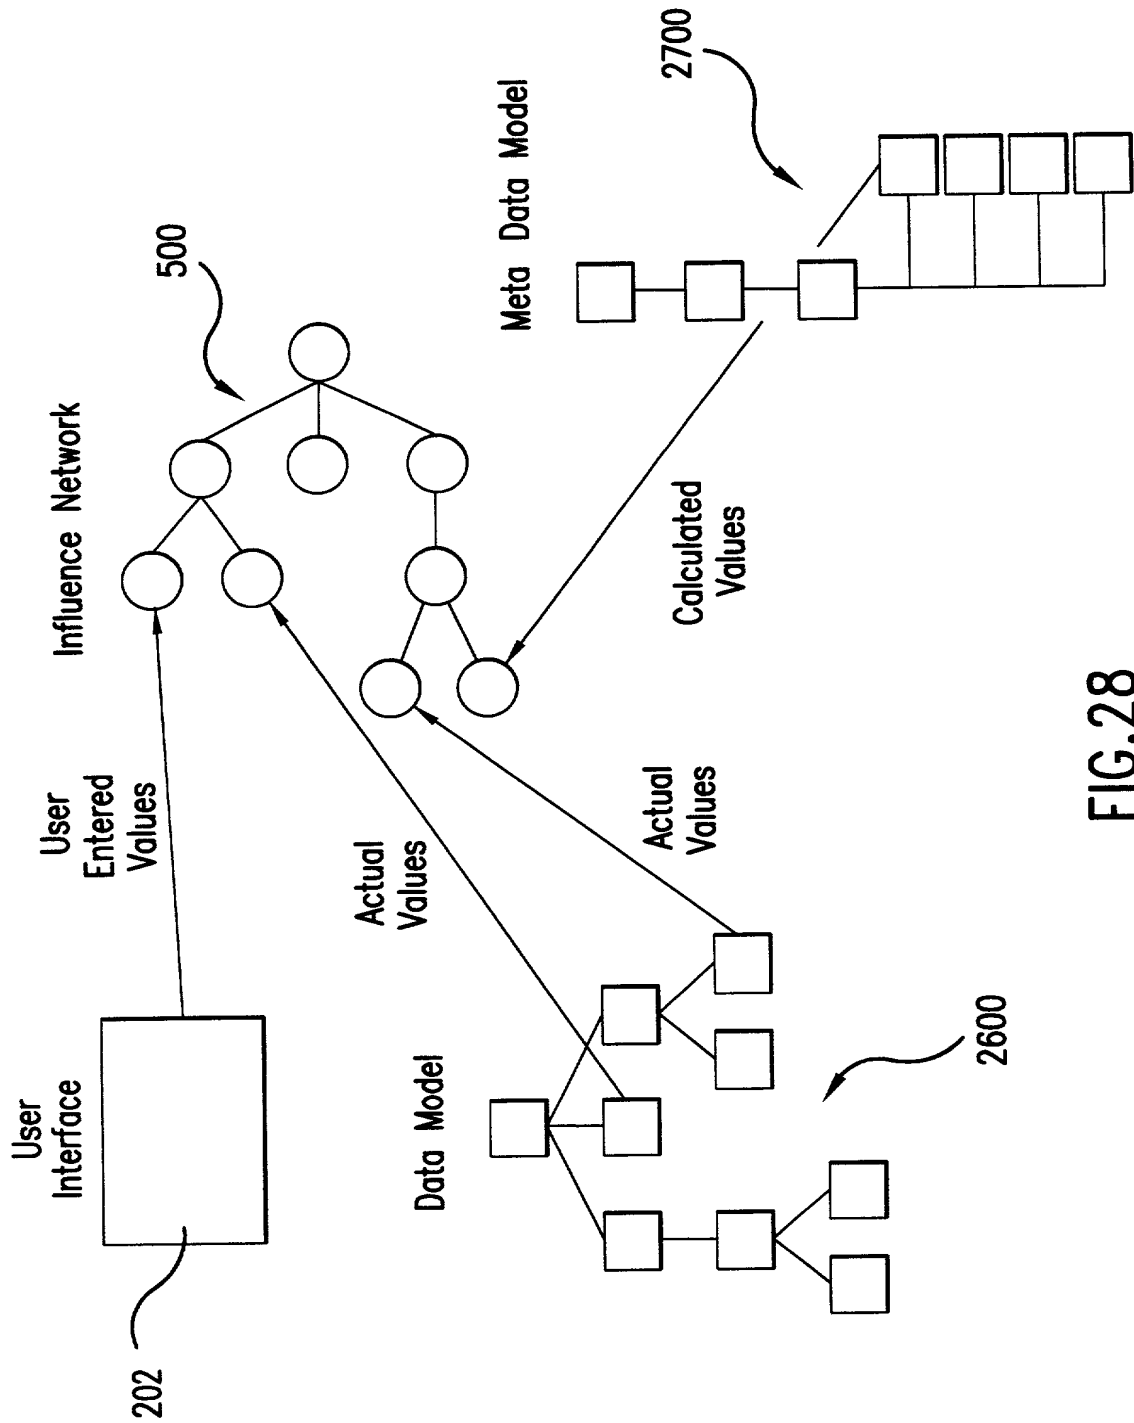 User
Interface
202
User
Entered
Values
Influence Network
500
Actual
Values
Data Model
2600
Actual
Values
Calculated
Values
Meta Data Model
2700
FIG.28